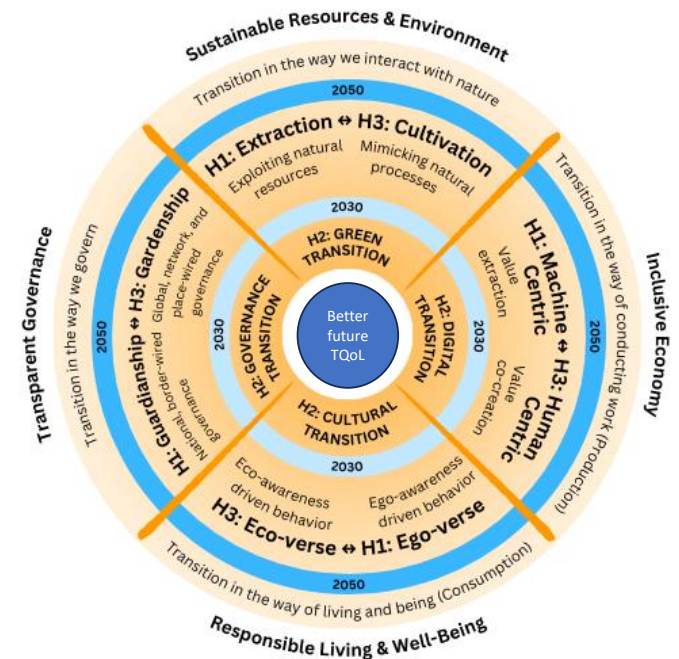 Sustainable Resources & Environment
Transition in the way we interact with nature
2050
H1: Extraction ↔ H3: Cultivation
Exploiting natural
resources
Mimicking natural
processes
2030
H2: GREEN
TRANSITION
Inclusive Economy
Transition in the way of conducting work (Production)
2050
H1: Machine ↔ H3: Human
Centric
Centric
Value
extraction
Value
co-creation
2030
H2: DIGITAL
TRANSITION
Responsible Living & Well-Being
Transition in the way of living and being (Consumption)
2050
H3: Eco-verse ↔ H1: Ego-verse
Eco-awareness
driven behavior
Ego-awareness
driven behavior
2030
H2: CULTURAL
TRANSITION
Transparent Governance
Transition in the way we govern
2050
H1: Guardianship ↔ H3: Gardenship
National, border-wired
governance
Global, network, and
place-wired
governance
2030
H2: GOVERNANCE
TRANSITION
Better
future
TQoL